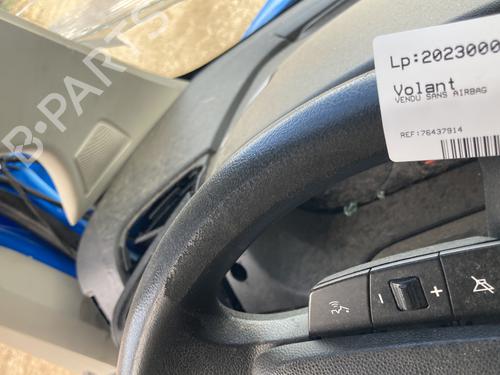 Lp:2023000
Volant
VENDU SANS AIRBAG
REF:76437914
- +
B-PARTS